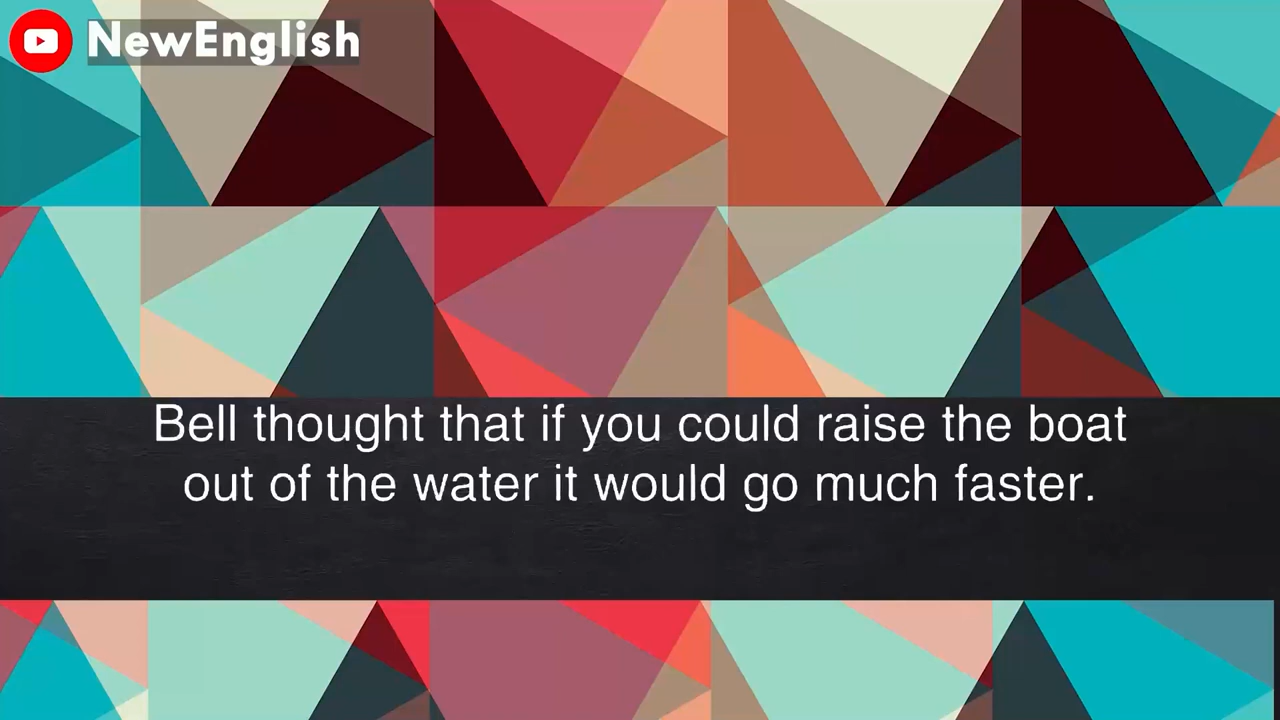 NewEnglish
Bell thought that if you could raise the boat
out of the water it would go much faster.